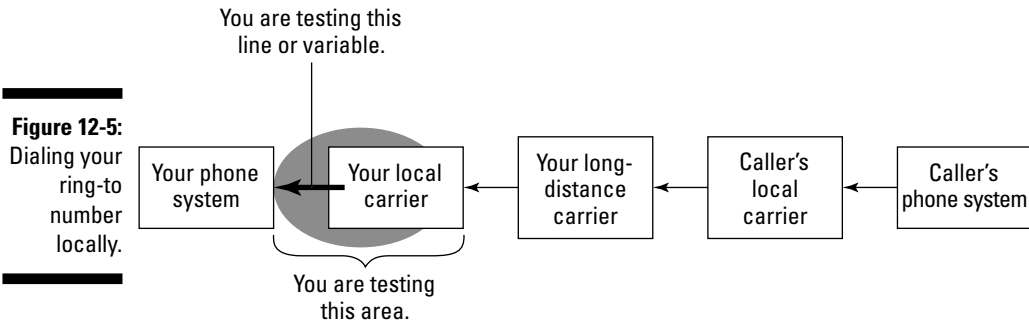 You are testing this
line or variable.
Figure 12-5:
Dialing your
ring-to
number
locally.
Your phone
system
Your local
carrier
Your long-
distance
carrier
Caller's
local
carrier
Caller's
phone system
You are testing
this area.